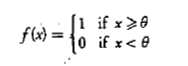 f(x) = { 1 if x ⩾ θ
0 if x < θ